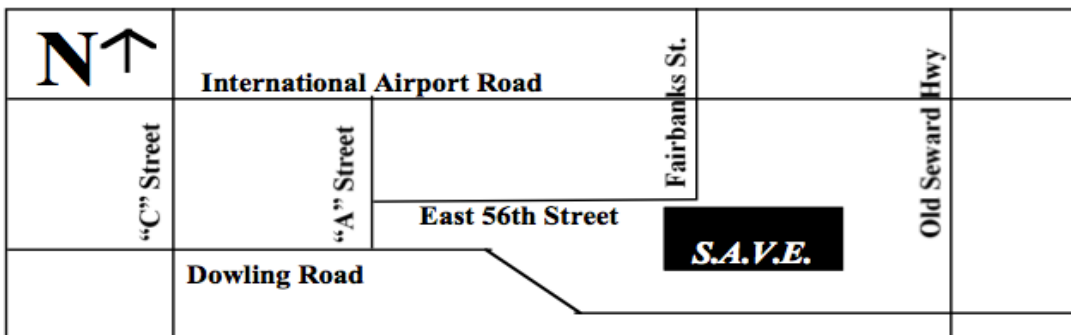 N
International Airport Road
Fairbanks St.
Old Seward Hwy
“C” Street
“A” Street
East 56th Street
S.A.V.E.
Dowling Road